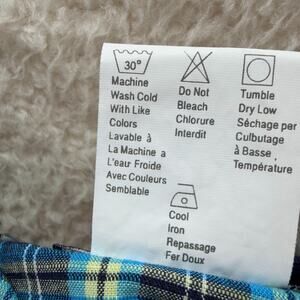 30°
Machine
Wash Cold
With Like
Colors
Lavable à
La Machine a
L'eau Froide
Avec Couleurs
Semblable
Do Not
Bleach
Chlorure
Interdit
Tumble
Dry Low
Séchage par
Culbutage
à Basse
Température
Cool
Iron
Repassage
Fer Doux